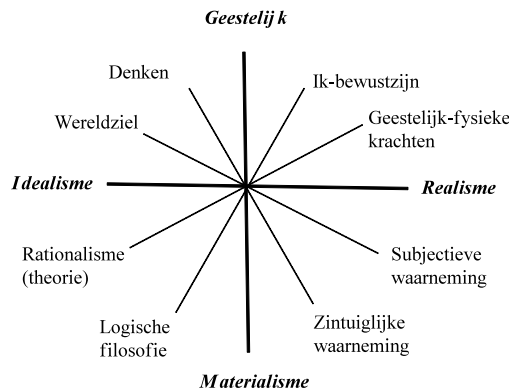 Geestelijk
Denken
Ik-bewustzijn
Wereldziel
Geestelijk-fysieke
krachten
Idealisme
Realisme
Rationalisme
(theorie)
Subjectieve
waarneming
Logische
filosofie
Zintuiglijke
waarneming
Materialisme